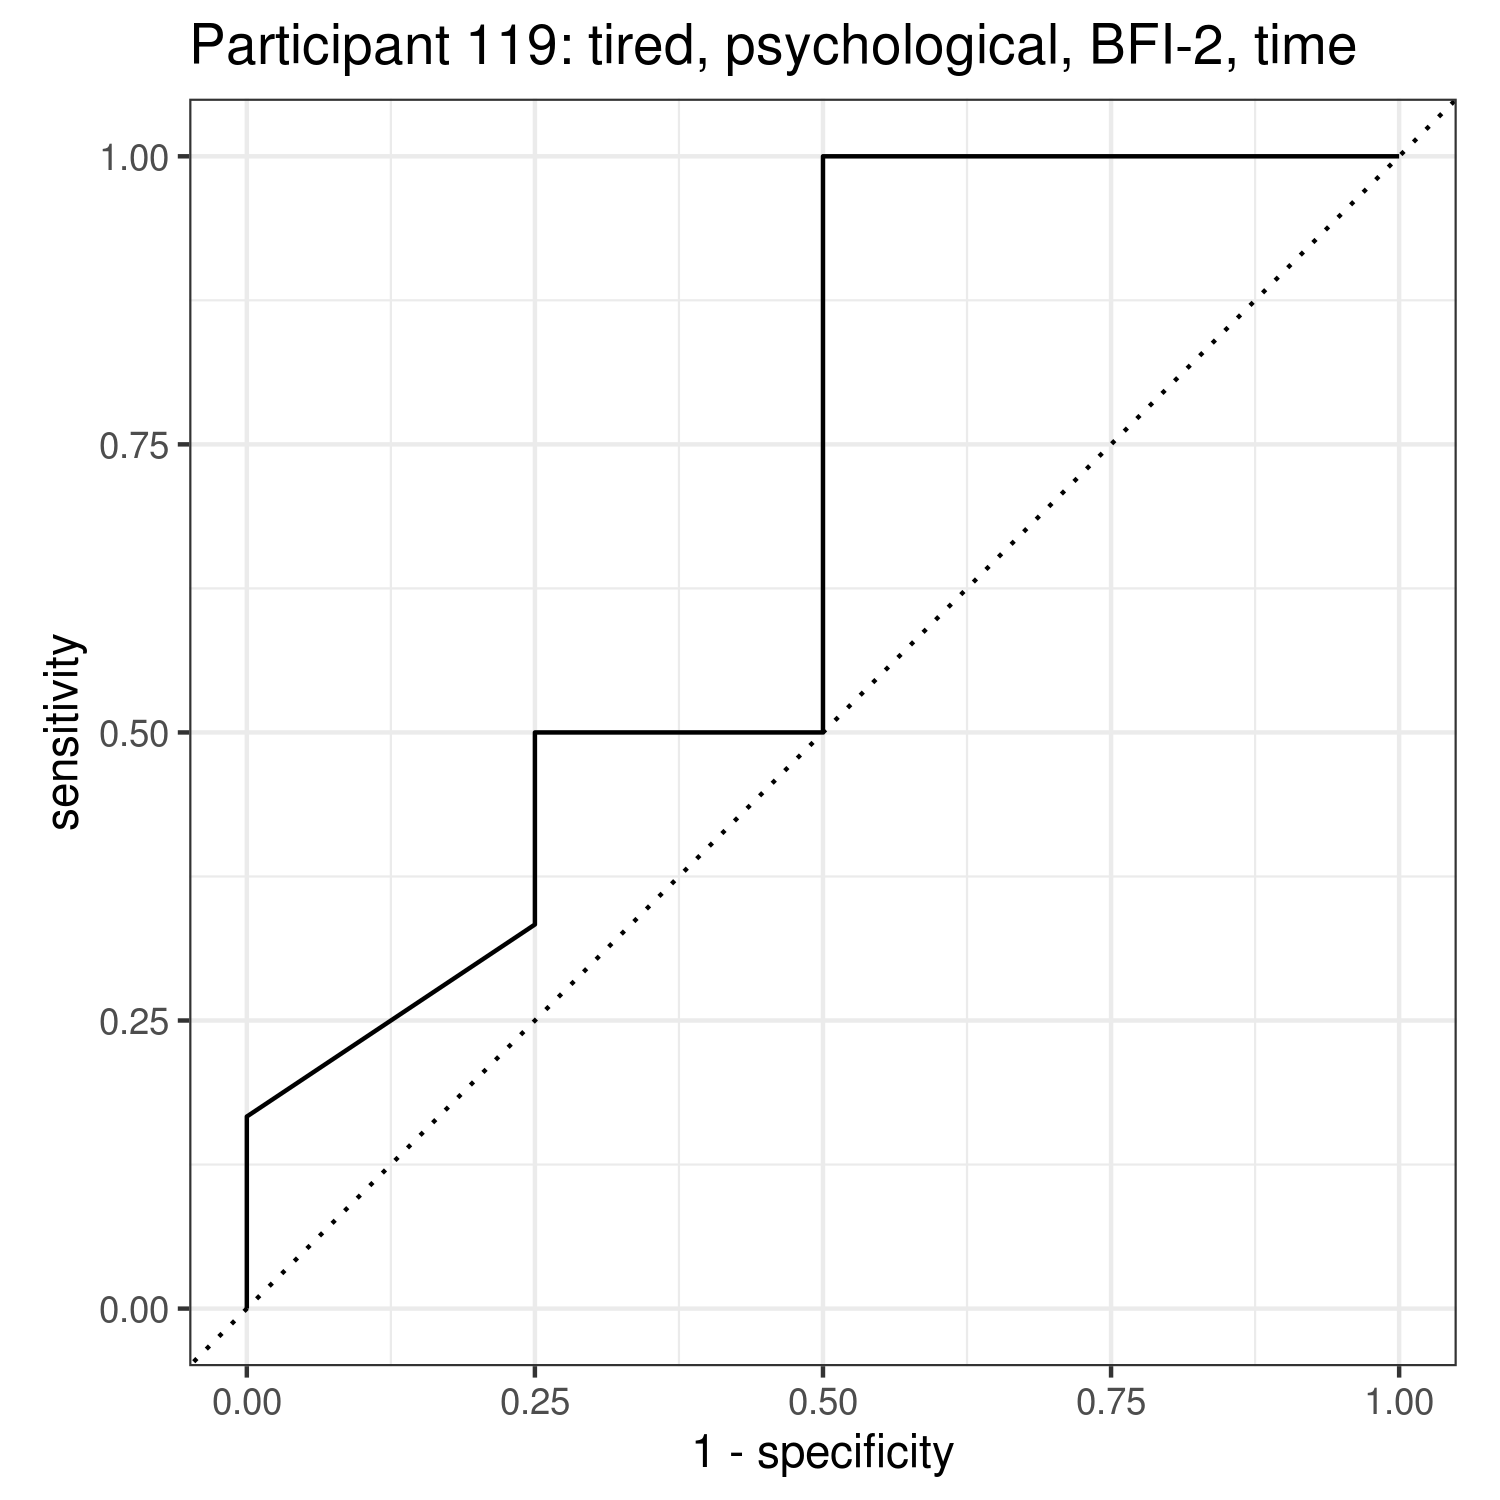 Participant 119: tired, psychological, BFI-2, time
1.00
0.75
0.50
0.25
0.00
sensitivity
0.00 0.25 0.50 0.75 1.00
1 - specificity